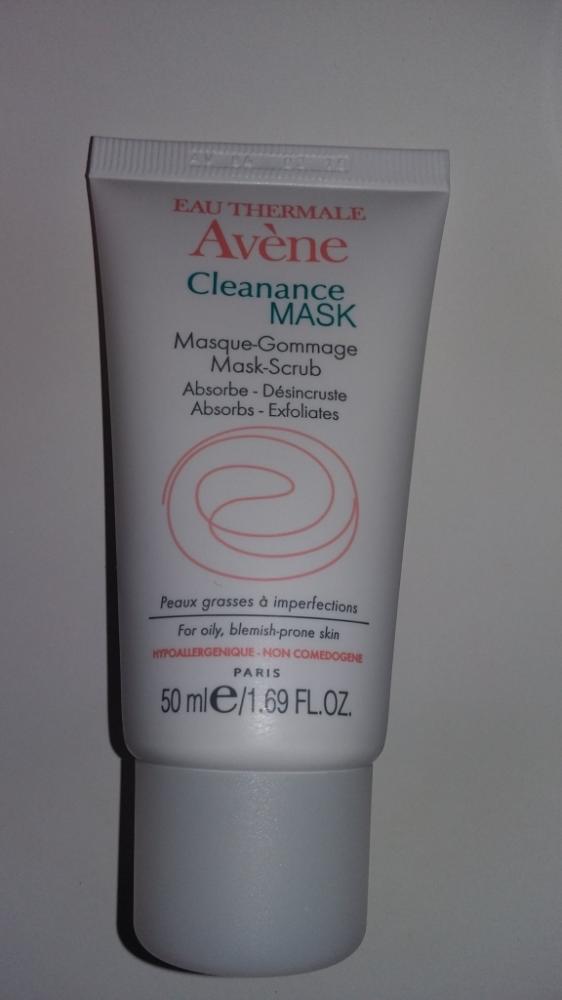 EAU THERMALE
Avène
Cleanance
MASK
Masque-Gommage
Mask-Scrub
Absorbe - Désincruste
Absorbs - Exfoliates
Peaux grasses à imperfections
For oily, blemish-prone skin
HYPOALLERGENIQUE - NON COMEDOGENE
PARIS
50 ml e/1.69 FL.OZ.